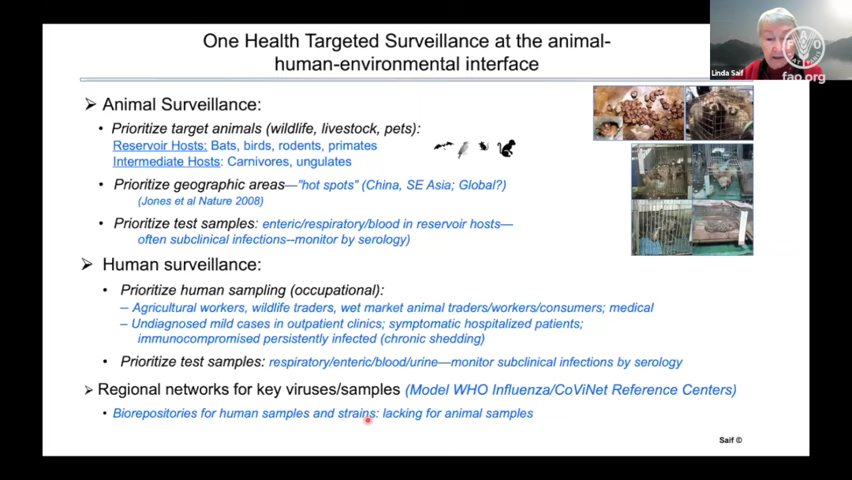 One Health Targeted Surveillance at the animal-
human-environmental interface
Linda Saif
FAO
fao.org
➢ Animal Surveillance:
• Prioritize target animals (wildlife, livestock, pets):
Reservoir Hosts: Bats, birds, rodents, primates
Intermediate Hosts: Carnivores, ungulates
• Prioritize geographic areas—"hot spots" (China, SE Asia; Global?)
(Jones et al Nature 2008)
• Prioritize test samples: enteric/respiratory/blood in reservoir hosts—
often subclinical infections--monitor by serology)
➢ Human surveillance:
• Prioritize human sampling (occupational):
– Agricultural workers, wildlife traders, wet market animal traders/workers/consumers; medical
– Undiagnosed mild cases in outpatient clinics; symptomatic hospitalized patients;
immunocompromised persistently infected (chronic shedding)
• Prioritize test samples: respiratory/enteric/blood/urine—monitor subclinical infections by serology
➢ Regional networks for key viruses/samples (Model WHO Influenza/CoViNet Reference Centers)
• Biorepositories for human samples and strains: lacking for animal samples
Saif ©